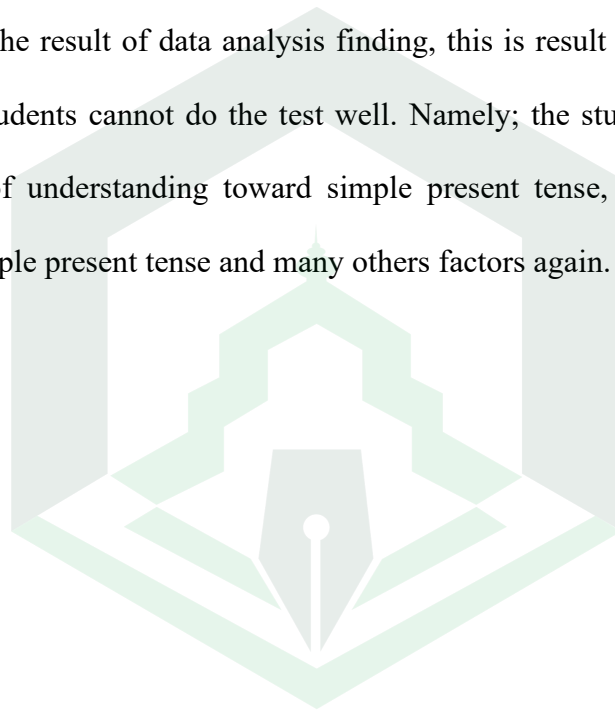 he result of data analysis finding, this is result
udents cannot do the test well. Namely; the stu
of understanding toward simple present tense,
ple present tense and many others factors again.